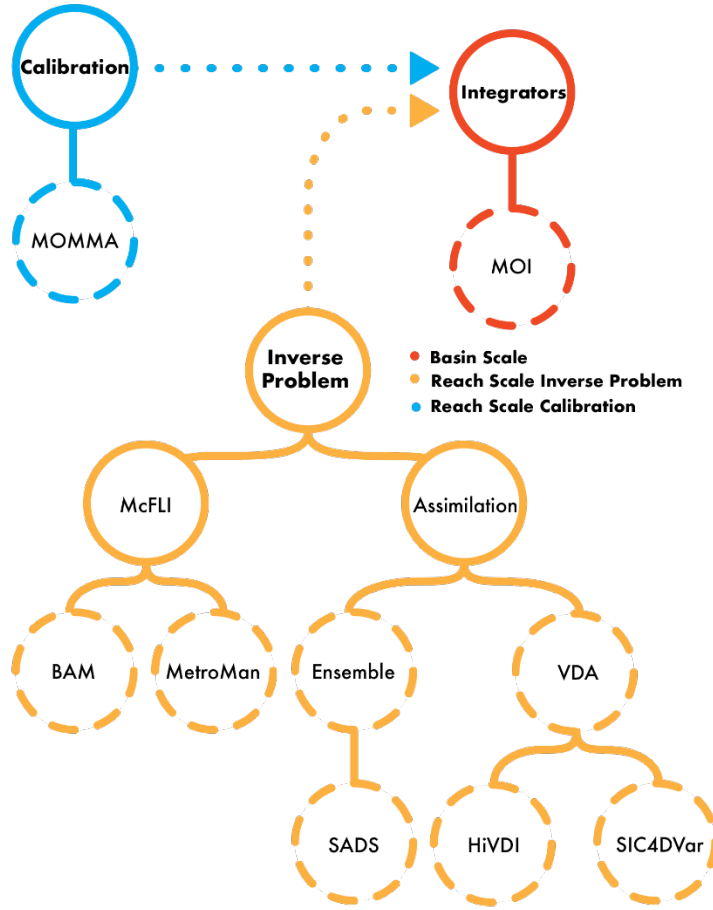 Calibration
Integrators
MOMMA
MOI
Inverse
Problem
Basin Scale
Reach Scale Inverse Problem
Reach Scale Calibration
McFLI
Assimilation
BAM
MetroMan
Ensemble
VDA
SADS
HiVDI
SIC4DVar